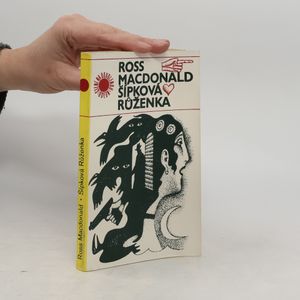 ROSS
MACDONALD
ŠÍPKOVÁ
RŮŽENKA
Ross Macdonald · Šípková Růženka